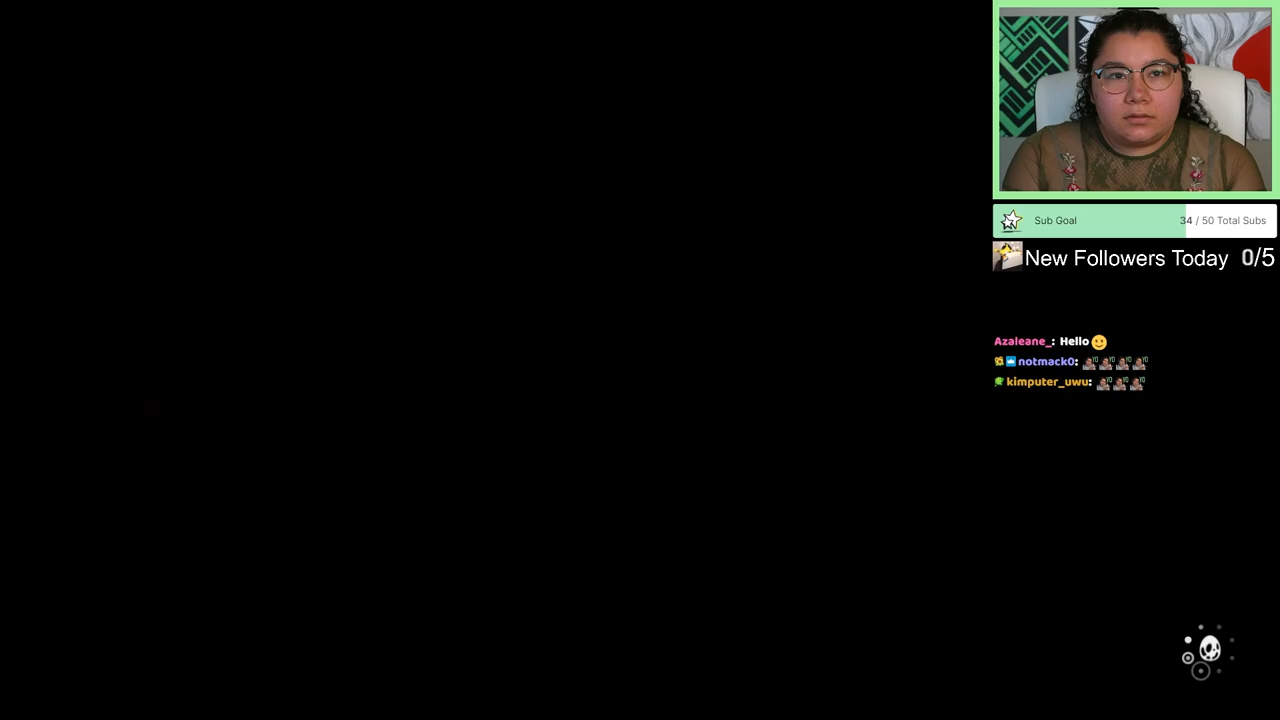 Sub Goal 34 / 50 Total Subs
New Followers Today 0/5
Azaleane_: Hello
notmack0:
kimputer_uwu: